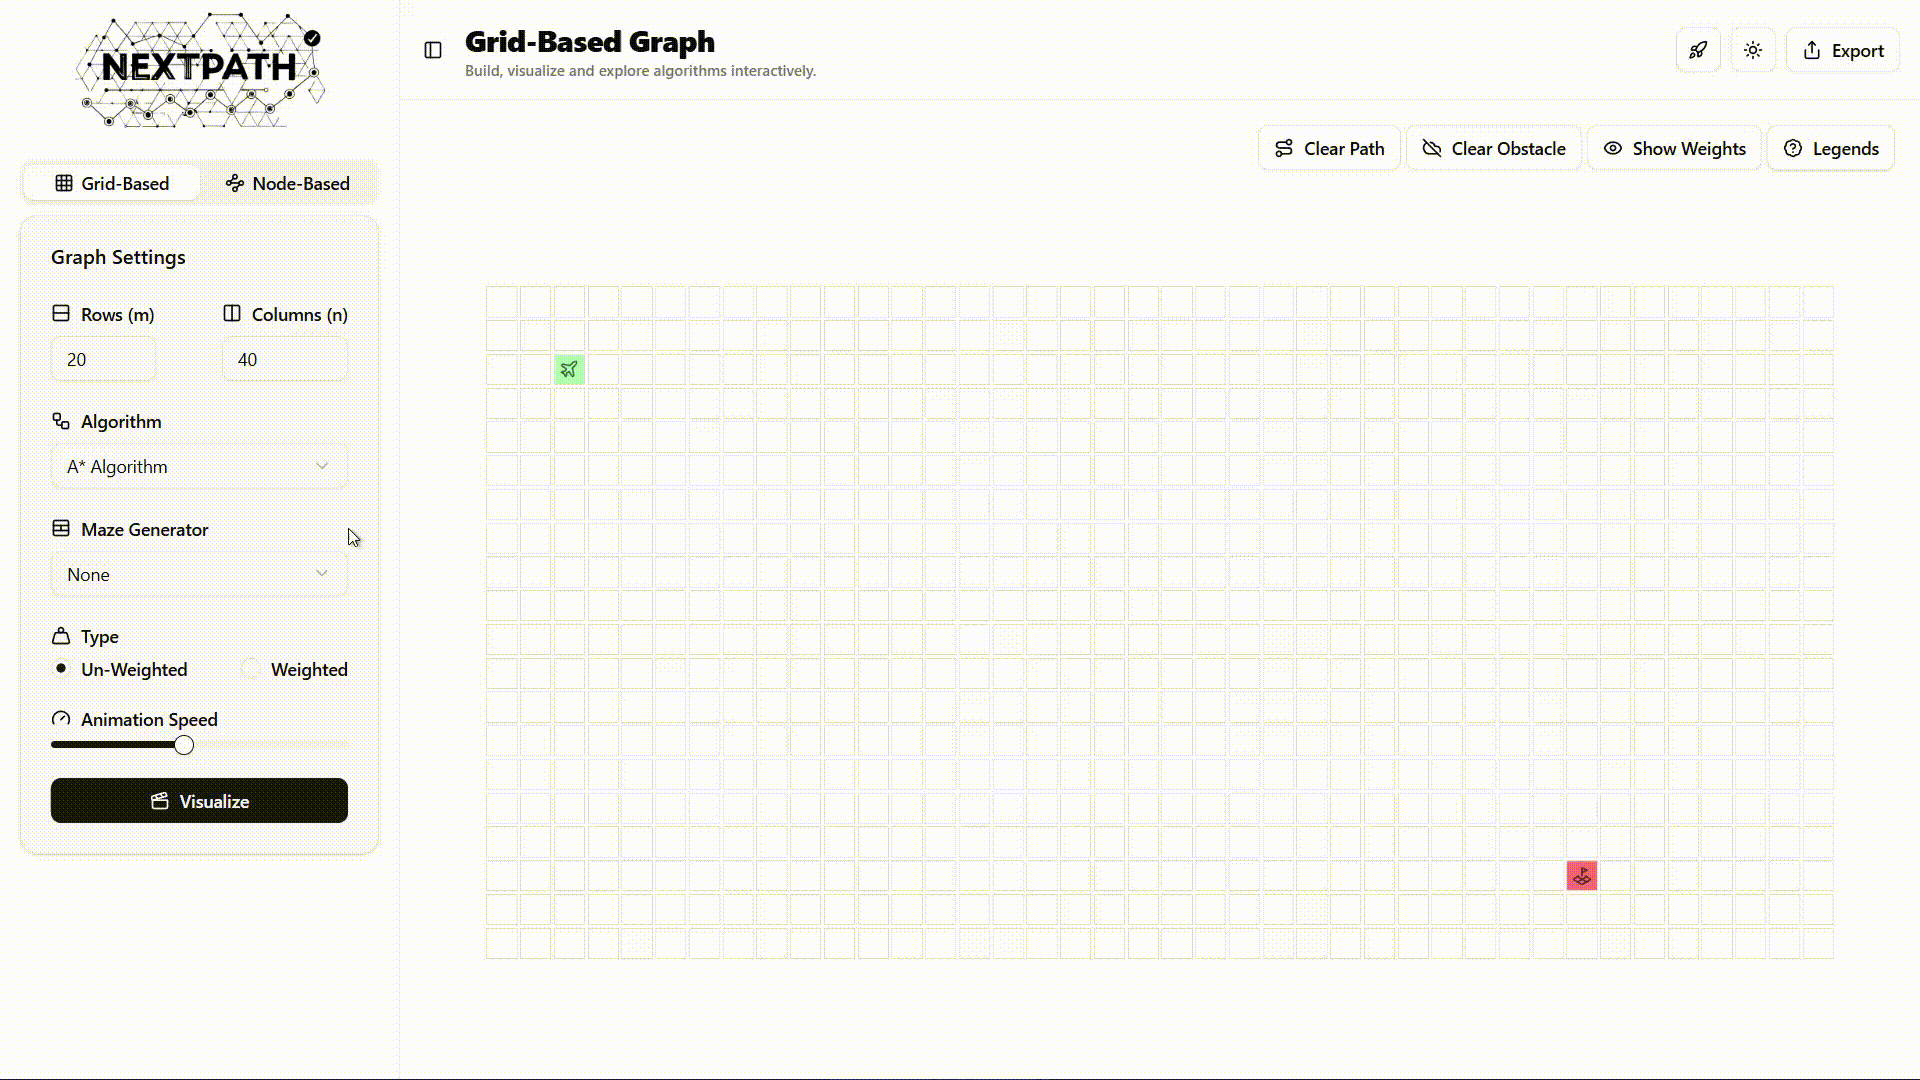 NEXTPATH
Grid-Based Graph
Build, visualize and explore algorithms interactively.
Export
Clear Path
Clear Obstacle
Show Weights
Legends
Grid-Based
Node-Based
Graph Settings
Rows (m)
Columns (n)
20
40
Algorithm
A* Algorithm
Maze Generator
None
Type
Un-Weighted
Weighted
Animation Speed
Visualize